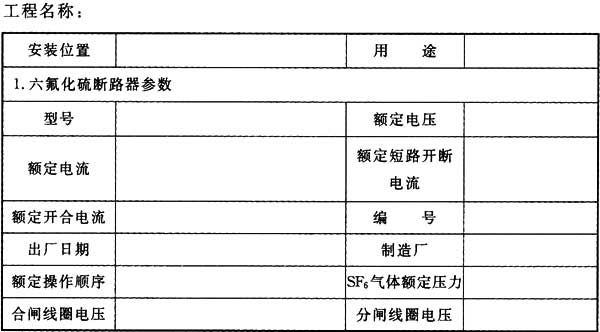 工程名称：
安装位置 用 途
1.六氟化硫断路器参数
型号 额定电压
额定电流 额定短路开断
电流
额定开合电流 编 号
出厂日期 制造厂
额定操作顺序 SF₆气体额定压力
合闸线圈电压 分闸线圈电压